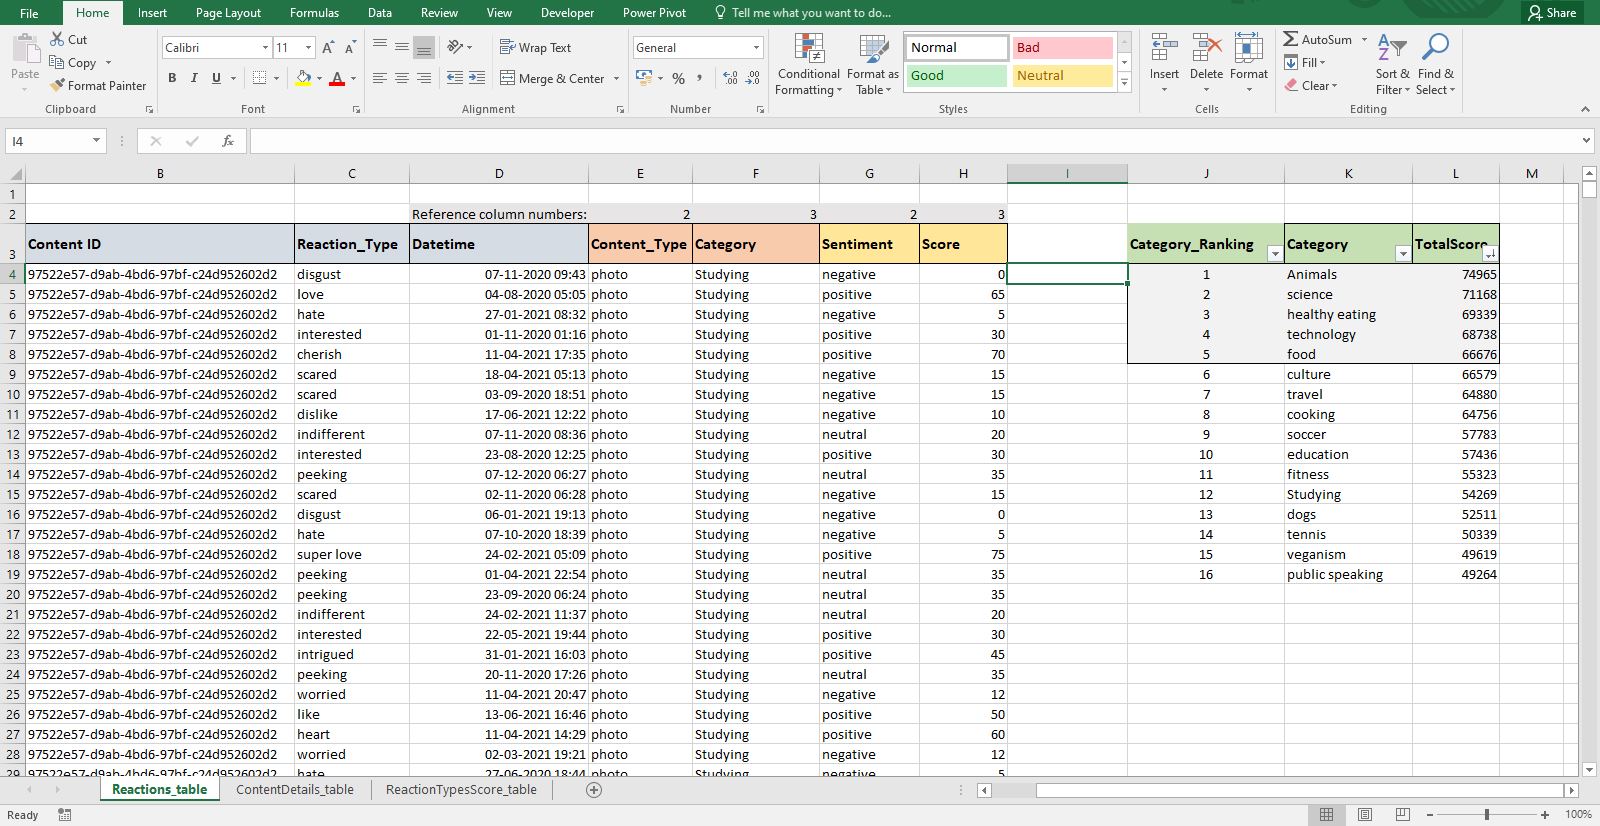 File Home Insert Page Layout Formulas Data Review View Developer Power Pivot Tell me what you want to do... Share
Paste Cut Copy Format Painter Clipboard
Calibri 11 B I U A Font
Wrap Text Merge & Center Alignment
General % , .00 .0 Number
Conditional Formatting Format as Table Normal Bad Good Neutral Styles
Insert Delete Format Cells
AutoSum Fill Clear Sort & Filter Find & Select Editing
I4 fx
B C D E F G H I J K L M
1
2 Reference column numbers: 2 3 2 3
3 Content ID Reaction_Type Datetime Content_Type Category Sentiment Score Category_Ranking Category TotalScore
4 97522e57-d9ab-4bd6-97bf-c24d952602d2 disgust 07-11-2020 09:43 photo Studying negative 0 1 Animals 74965
5 97522e57-d9ab-4bd6-97bf-c24d952602d2 love 04-08-2020 05:05 photo Studying positive 65 2 science 71168
6 97522e57-d9ab-4bd6-97bf-c24d952602d2 hate 27-01-2021 08:32 photo Studying negative 5 3 healthy eating 69339
7 97522e57-d9ab-4bd6-97bf-c24d952602d2 interested 01-11-2020 01:16 photo Studying positive 30 4 technology 68738
8 97522e57-d9ab-4bd6-97bf-c24d952602d2 cherish 11-04-2021 17:35 photo Studying positive 70 5 food 66676
9 97522e57-d9ab-4bd6-97bf-c24d952602d2 scared 18-04-2021 05:13 photo Studying negative 15 6 culture 66579
10 97522e57-d9ab-4bd6-97bf-c24d952602d2 scared 03-09-2020 18:51 photo Studying negative 15 7 travel 64880
11 97522e57-d9ab-4bd6-97bf-c24d952602d2 dislike 17-06-2021 12:22 photo Studying negative 10 8 cooking 64756
12 97522e57-d9ab-4bd6-97bf-c24d952602d2 indifferent 07-11-2020 08:36 photo Studying neutral 20 9 soccer 57783
13 97522e57-d9ab-4bd6-97bf-c24d952602d2 interested 23-08-2020 12:25 photo Studying positive 30 10 education 57436
14 97522e57-d9ab-4bd6-97bf-c24d952602d2 peeking 07-12-2020 06:27 photo Studying neutral 35 11 fitness 55323
15 97522e57-d9ab-4bd6-97bf-c24d952602d2 scared 02-11-2020 06:28 photo Studying negative 15 12 Studying 54269
16 97522e57-d9ab-4bd6-97bf-c24d952602d2 disgust 06-01-2021 19:13 photo Studying negative 0 13 dogs 52511
17 97522e57-d9ab-4bd6-97bf-c24d952602d2 hate 07-10-2020 18:39 photo Studying negative 5 14 tennis 50339
18 97522e57-d9ab-4bd6-97bf-c24d952602d2 super love 24-02-2021 05:09 photo Studying positive 75 15 veganism 49619
19 97522e57-d9ab-4bd6-97bf-c24d952602d2 peeking 01-04-2021 22:54 photo Studying neutral 35 16 public speaking 49264
20 97522e57-d9ab-4bd6-97bf-c24d952602d2 peeking 23-09-2020 06:24 photo Studying neutral 35
21 97522e57-d9ab-4bd6-97bf-c24d952602d2 indifferent 24-02-2021 11:37 photo Studying neutral 20
22 97522e57-d9ab-4bd6-97bf-c24d952602d2 interested 22-05-2021 19:44 photo Studying positive 30
23 97522e57-d9ab-4bd6-97bf-c24d952602d2 intrigued 31-01-2021 16:03 photo Studying positive 45
24 97522e57-d9ab-4bd6-97bf-c24d952602d2 peeking 20-11-2020 17:26 photo Studying neutral 35
25 97522e57-d9ab-4bd6-97bf-c24d952602d2 worried 11-04-2021 20:47 photo Studying negative 12
26 97522e57-d9ab-4bd6-97bf-c24d952602d2 like 13-06-2021 16:46 photo Studying positive 50
27 97522e57-d9ab-4bd6-97bf-c24d952602d2 heart 11-04-2021 14:29 photo Studying positive 60
28 97522e57-d9ab-4bd6-97bf-c24d952602d2 worried 02-03-2021 19:21 photo Studying negative 12
29 97522e57-d9ab-4bd6-97bf-c24d952602d2 hate 27-06-2020 18:44 photo Studying negative 5
Reactions_table ContentDetails_table ReactionTypesScore_table
Ready 100%